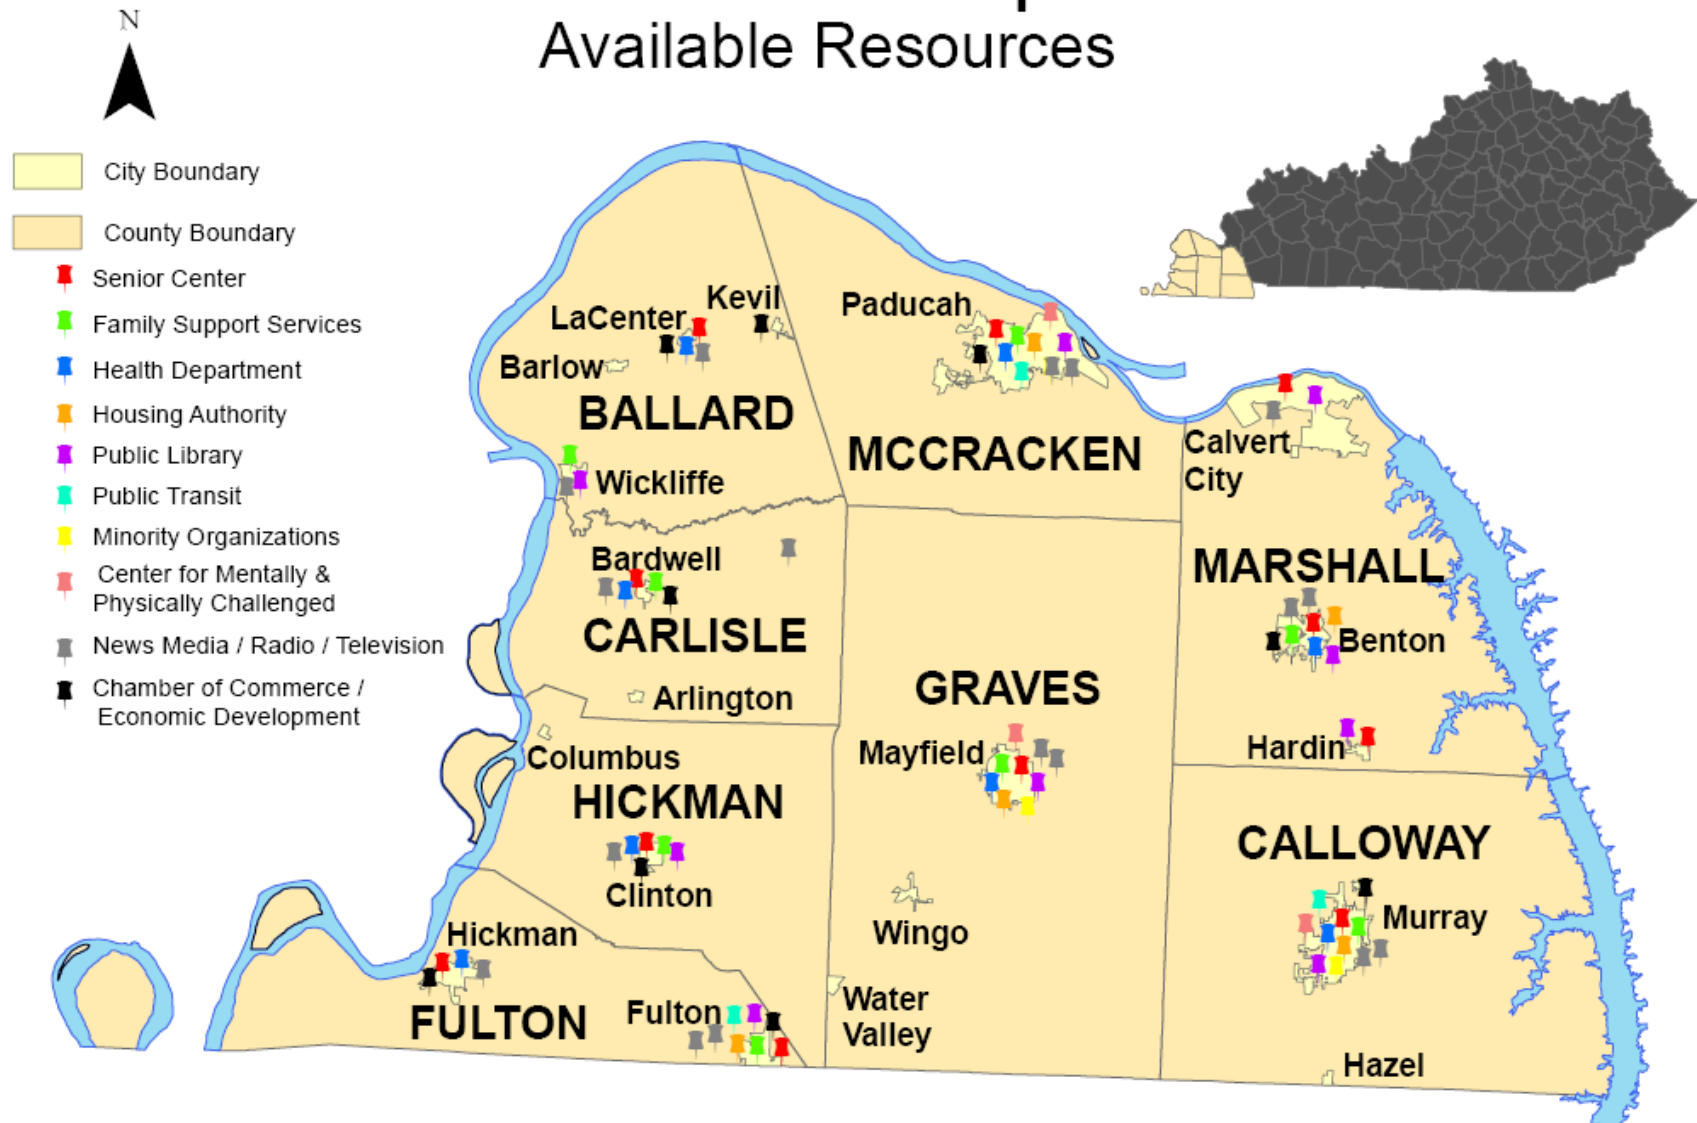 N
Available Resources
City Boundary
County Boundary
Senior Center
Family Support Services
Health Department
Housing Authority
Public Library
Public Transit
Minority Organizations
Center for Mentally &
Physically Challenged
News Media / Radio / Television
Chamber of Commerce /
Economic Development
Kevil
LaCenter
Barlow
BALLARD
Wickliffe
Paducah
MCCRACKEN
Calvert
City
MARSHALL
Benton
Hardin
Bardwell
CARLISLE
Arlington
GRAVES
Mayfield
Wingo
Water
Valley
Columbus
HICKMAN
Clinton
CALLOWAY
Murray
Hazel
Hickman
FULTON
Fulton